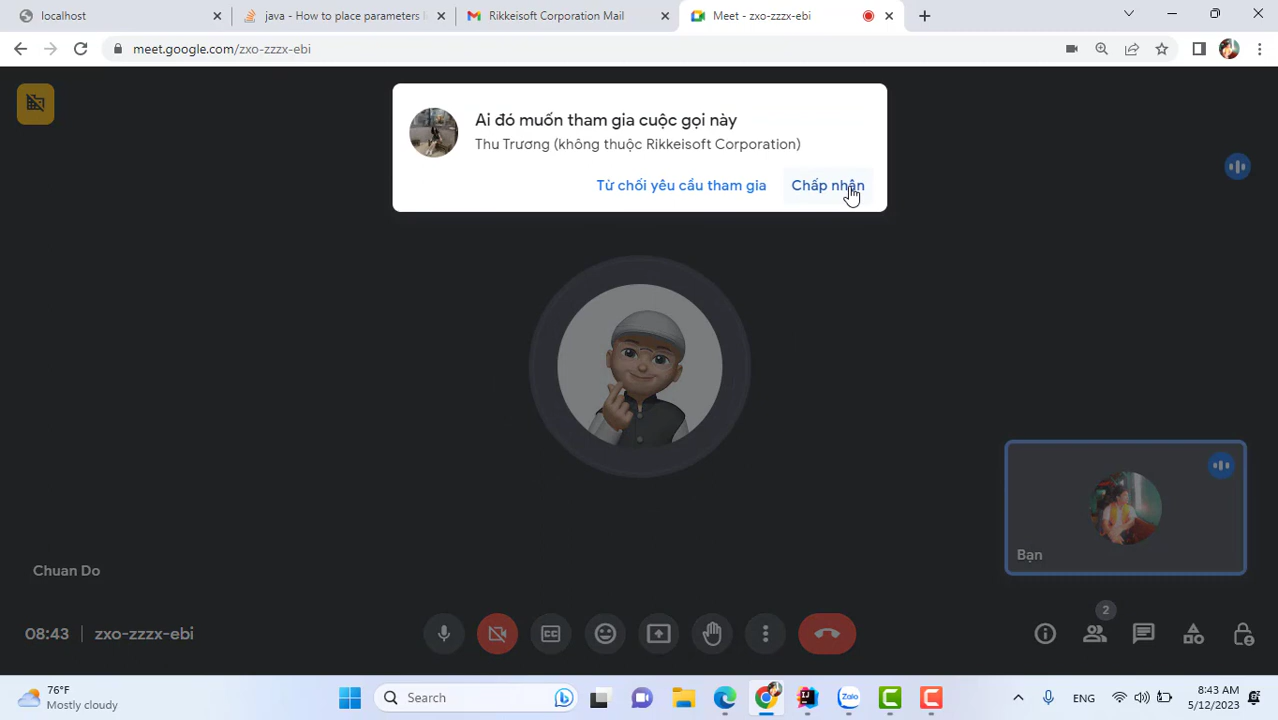 localhost
java - How to place parameters i
Rikkeisoft Corporation Mail
Meet - zxo-zzzx-ebi
meet.google.com/zxo-zzzx-ebi
Ai đó muốn tham gia cuộc gọi này
Thu Trương (không thuộc Rikkeisoft Corporation)
Từ chối yêu cầu tham gia
Chấp nhận
Bạn
Chuan Do
2
08:43
zxo-zzzx-ebi
CC
76°F
Mostly cloudy
Search
Zalo
ENG
8:43 AM
5/12/2023